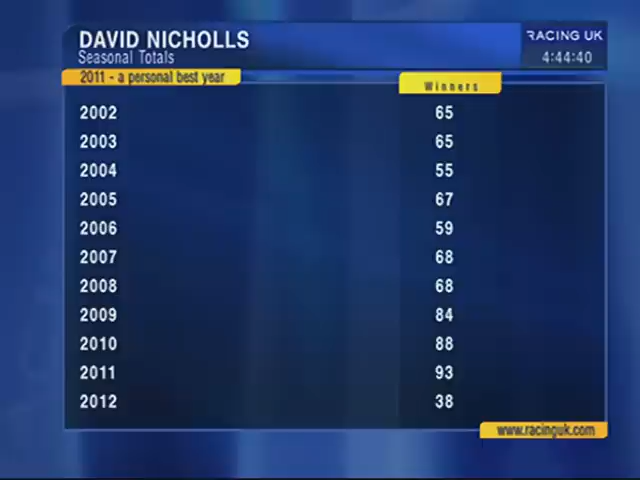 DAVID NICHOLLS
RACING UK
Seasonal Totals
4:44:40
2011 - a personal best year
Winners
2002 65
2003 65
2004 55
2005 67
2006 59
2007 68
2008 68
2009 84
2010 88
2011 93
2012 38
www.racinguk.com